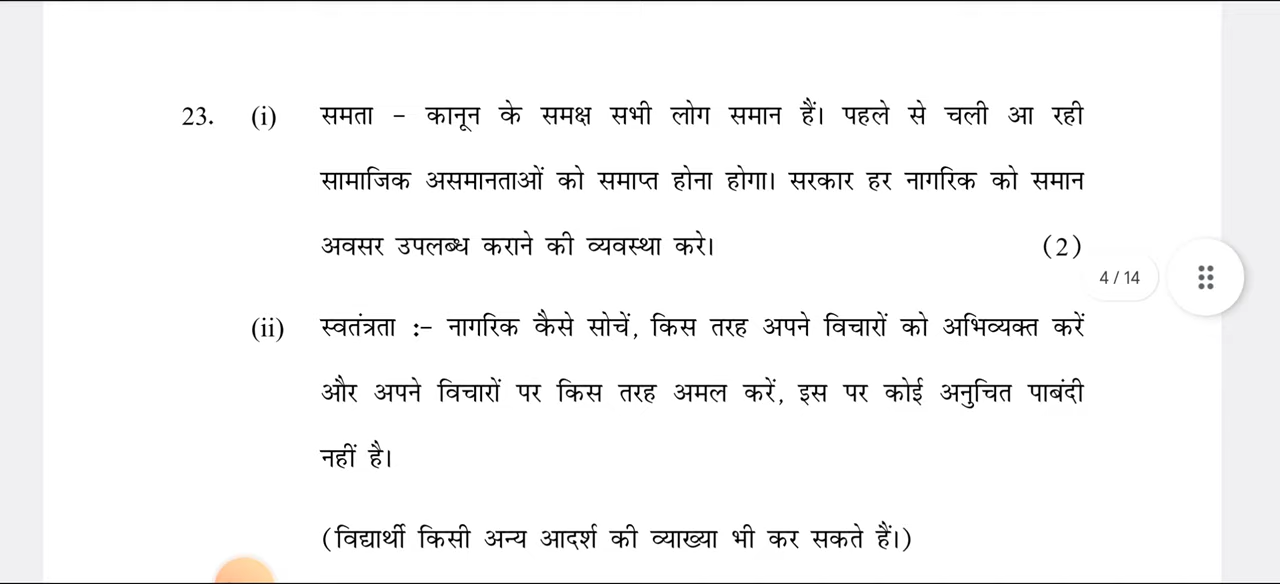 23. (i) समता - कानून के समक्ष सभी लोग समान हैं। पहले से चली आ रही
सामाजिक असमानताओं को समाप्त होना होगा। सरकार हर नागरिक को समान
अवसर उपलब्ध कराने की व्यवस्था करे। (2)
4 / 14
(ii) स्वतंत्रता :- नागरिक कैसे सोचें, किस तरह अपने विचारों को अभिव्यक्त करें
और अपने विचारों पर किस तरह अमल करें, इस पर कोई अनुचित पाबंदी
नहीं है।
(विद्यार्थी किसी अन्य आदर्श की व्याख्या भी कर सकते हैं।)